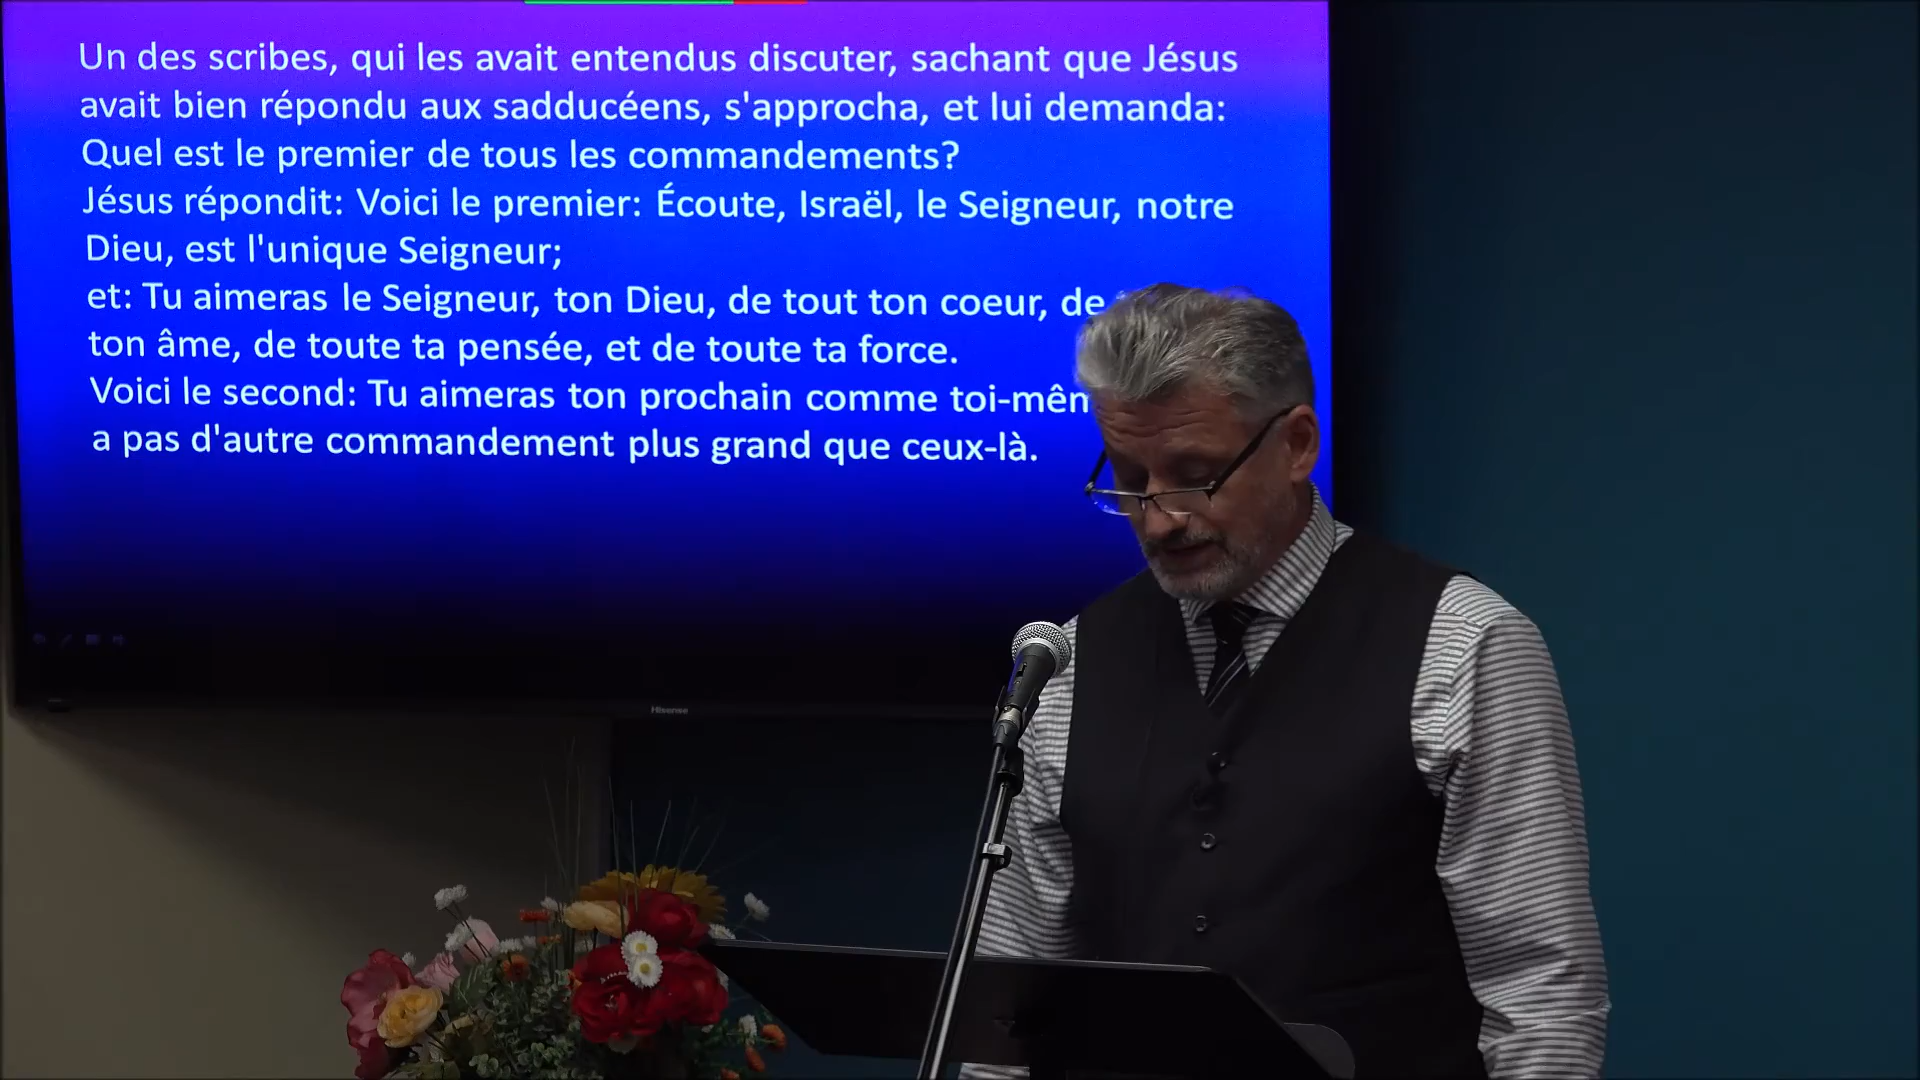 Un des scribes, qui les avait entendus discuter, sachant que Jésus
avait bien répondu aux sadducéens, s'approcha, et lui demanda:
Quel est le premier de tous les commandements?
Jésus répondit: Voici le premier: Écoute, Israël, le Seigneur, notre
Dieu, est l'unique Seigneur;
et: Tu aimeras le Seigneur, ton Dieu, de tout ton coeur, de
ton âme, de toute ta pensée, et de toute ta force.
Voici le second: Tu aimeras ton prochain comme
a pas d'autre commandement plus grand que ceux-là.
Hisense